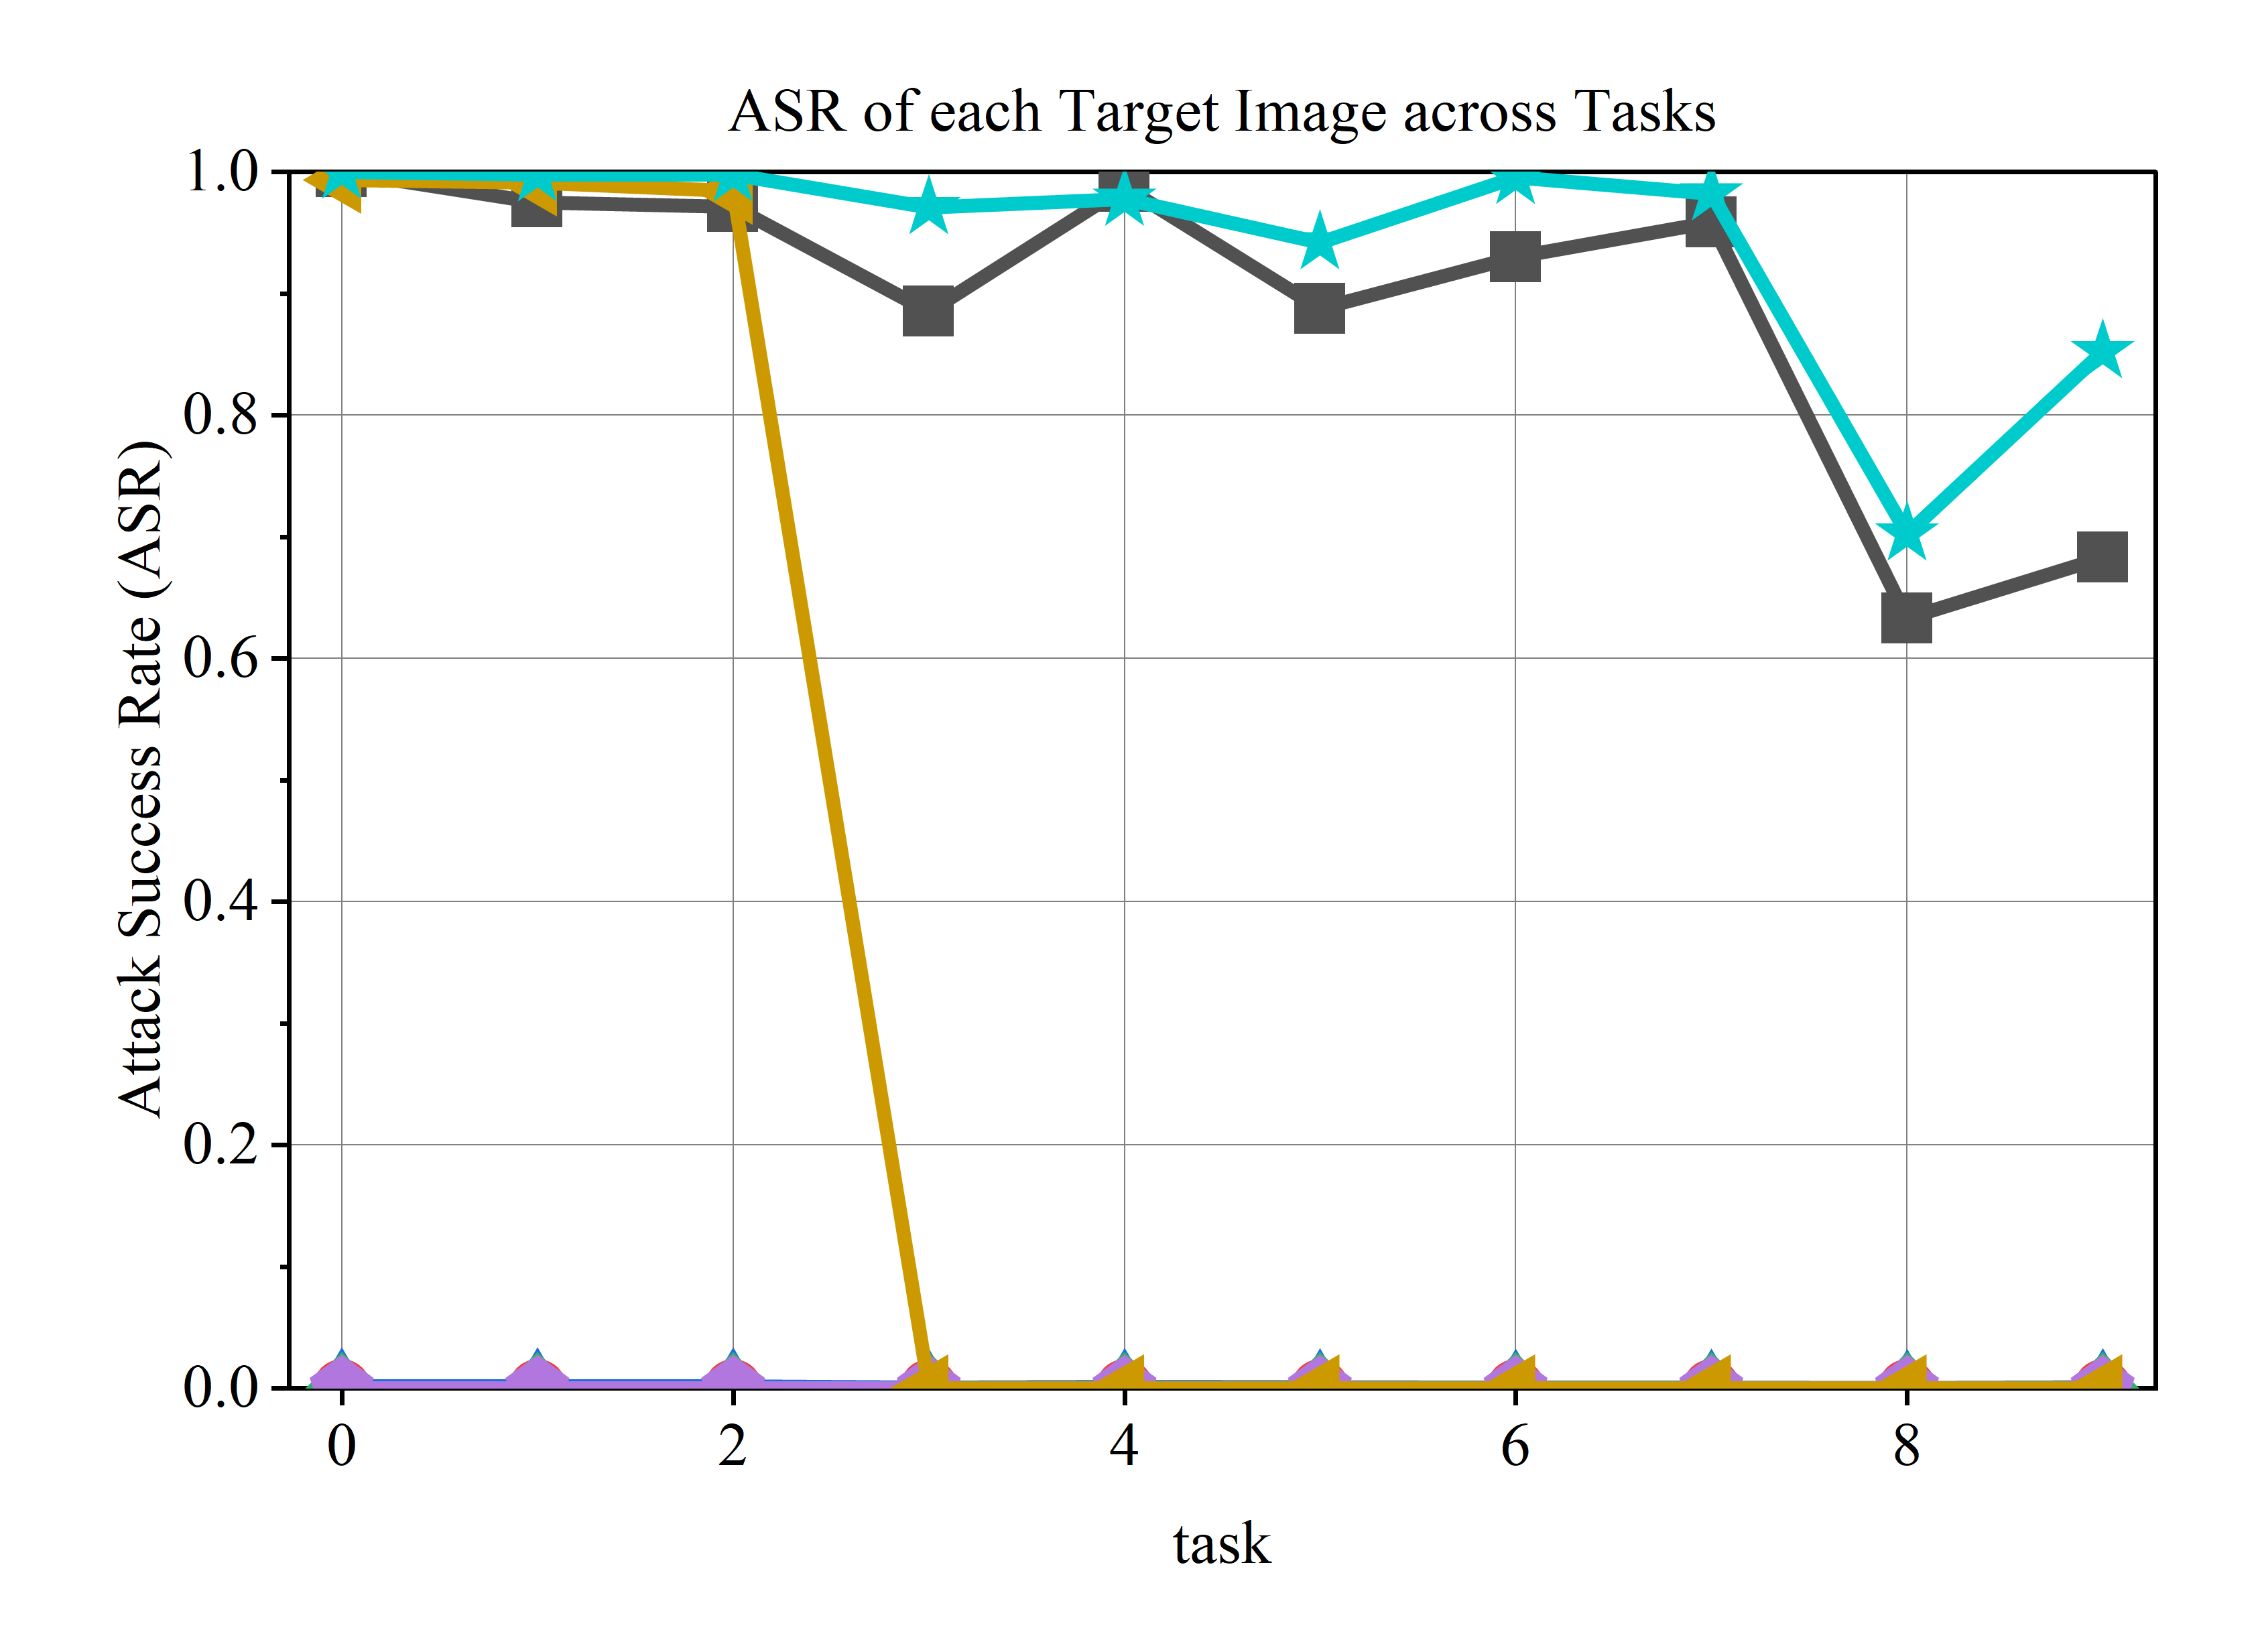 ASR of each Target Image across Tasks
1.0
0.8
0.6
0.4
0.2
0.0
Attack Success Rate (ASR)
0 2 4 6 8
task